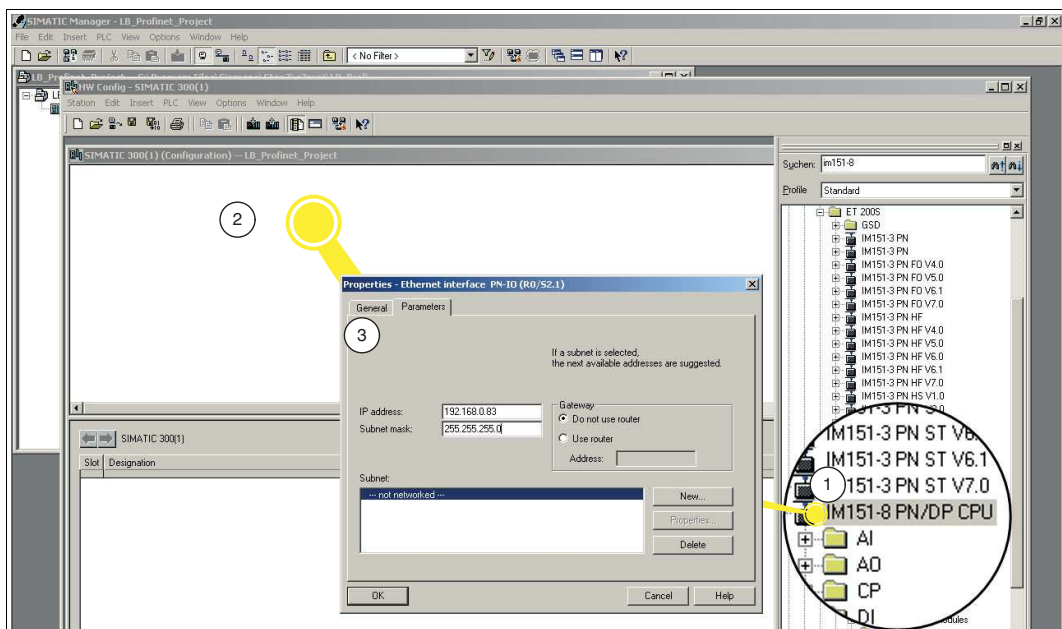 SIMATIC Manager - LB_Profinet_Project
File Edit Insert PLC View Options Window Help
< No Filter >
HW Config - SIMATIC 300(1)
Station Edit Insert PLC View Options Window Help
SIMATIC 300(1) (Configuration) -- LB_Profinet_Project
2
Properties - Ethernet interface PN-IO (R0/S2.1)
General Parameters
3
If a subnet is selected,
the next available addresses are suggested.
IP address: 192.168.0.83
Subnet mask: 255.255.255.0
Gateway
Do not use router
Use router
Address:
Subnet:
--- not networked ---
New...
Properties...
Delete
OK Cancel Help
SIMATIC 300(1)
Slot Designation
Suchen: im151-8
Profile Standard
ET 200S
GSD
IM151-3 PN
IM151-3 PN
IM151-3 PN FO V4.0
IM151-3 PN FO V5.0
IM151-3 PN FO V6.1
IM151-3 PN FO V7.0
IM151-3 PN HF
IM151-3 PN HF V4.0
IM151-3 PN HF V5.0
IM151-3 PN HF V6.0
IM151-3 PN HF V6.1
IM151-3 PN HF V7.0
IM151-3 PN HS V1.0
IM151-3 PN ST V6.1
1
151-3 PN ST V7.0
IM151-8 PN/DP CPU
AI
AO
CP
DI